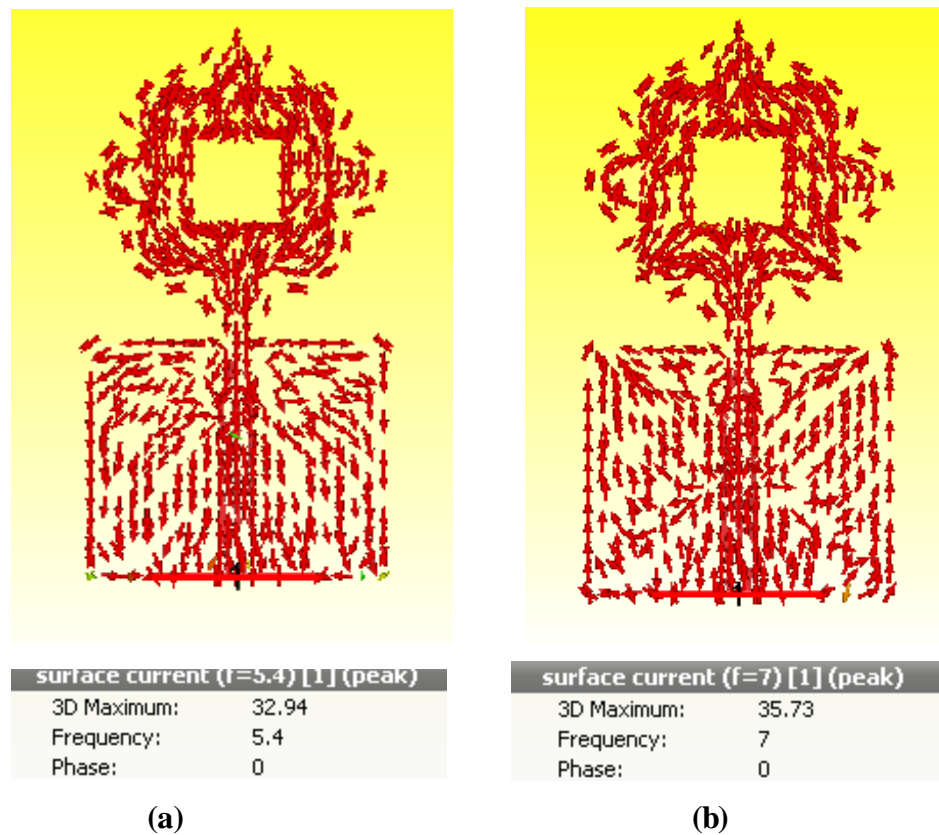 surface current (f=5.4) [1] (peak)
3D Maximum: 32.94
Frequency: 5.4
Phase: 0
(a)
surface current (f=7) [1] (peak)
3D Maximum: 35.73
Frequency: 7
Phase: 0
(b)